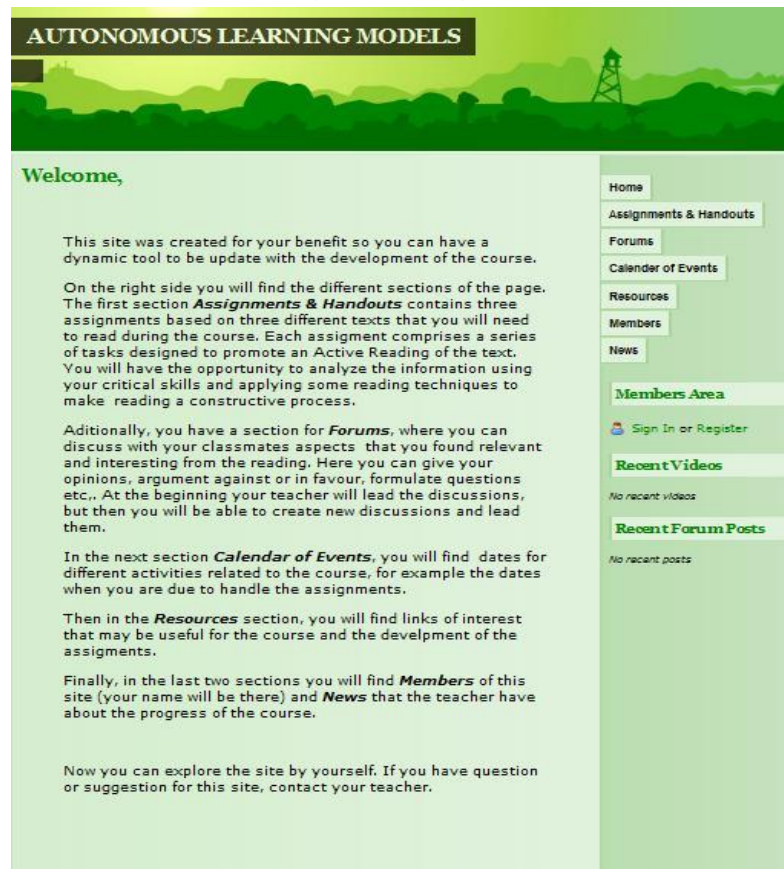 AUTONOMOUS LEARNING MODELS
Welcome,
This site was created for your benefit so you can have a
dynamic tool to be update with the development of the course.
On the right side you will find the different sections of the page.
The first section Assignments & Handouts contains three
assignments based on three different texts that you will need
to read during the course. Each assigment comprises a series
of tasks designed to promote an Active Reading of the text.
You will have the opportunity to analyze the information using
your critical skills and applying some reading techniques to
make reading a constructive process.
Aditionally, you have a section for Forums, where you can
discuss with your classmates aspects that you found relevant
and interesting from the reading. Here you can give your
opinions, argument against or in favour, formulate questions
etc,. At the beginning your teacher will lead the discussions,
but then you will be able to create new discussions and lead
them.
In the next section Calendar of Events, you will find dates for
different activities related to the course, for example the dates
when you are due to handle the assignments.
Then in the Resources section, you will find links of interest
that may be useful for the course and the develpment of the
assigments.
Finally, in the last two sections you will find Members of this
site (your name will be there) and News that the teacher have
about the progress of the course.
Now you can explore the site by yourself. If you have question
or suggestion for this site, contact your teacher.
Home
Assignments & Handouts
Forums
Calender of Events
Resources
Members
News
Members Area
Sign In or Register
Recent Videos
No recent videos
Recent Forum Posts
No recent posts